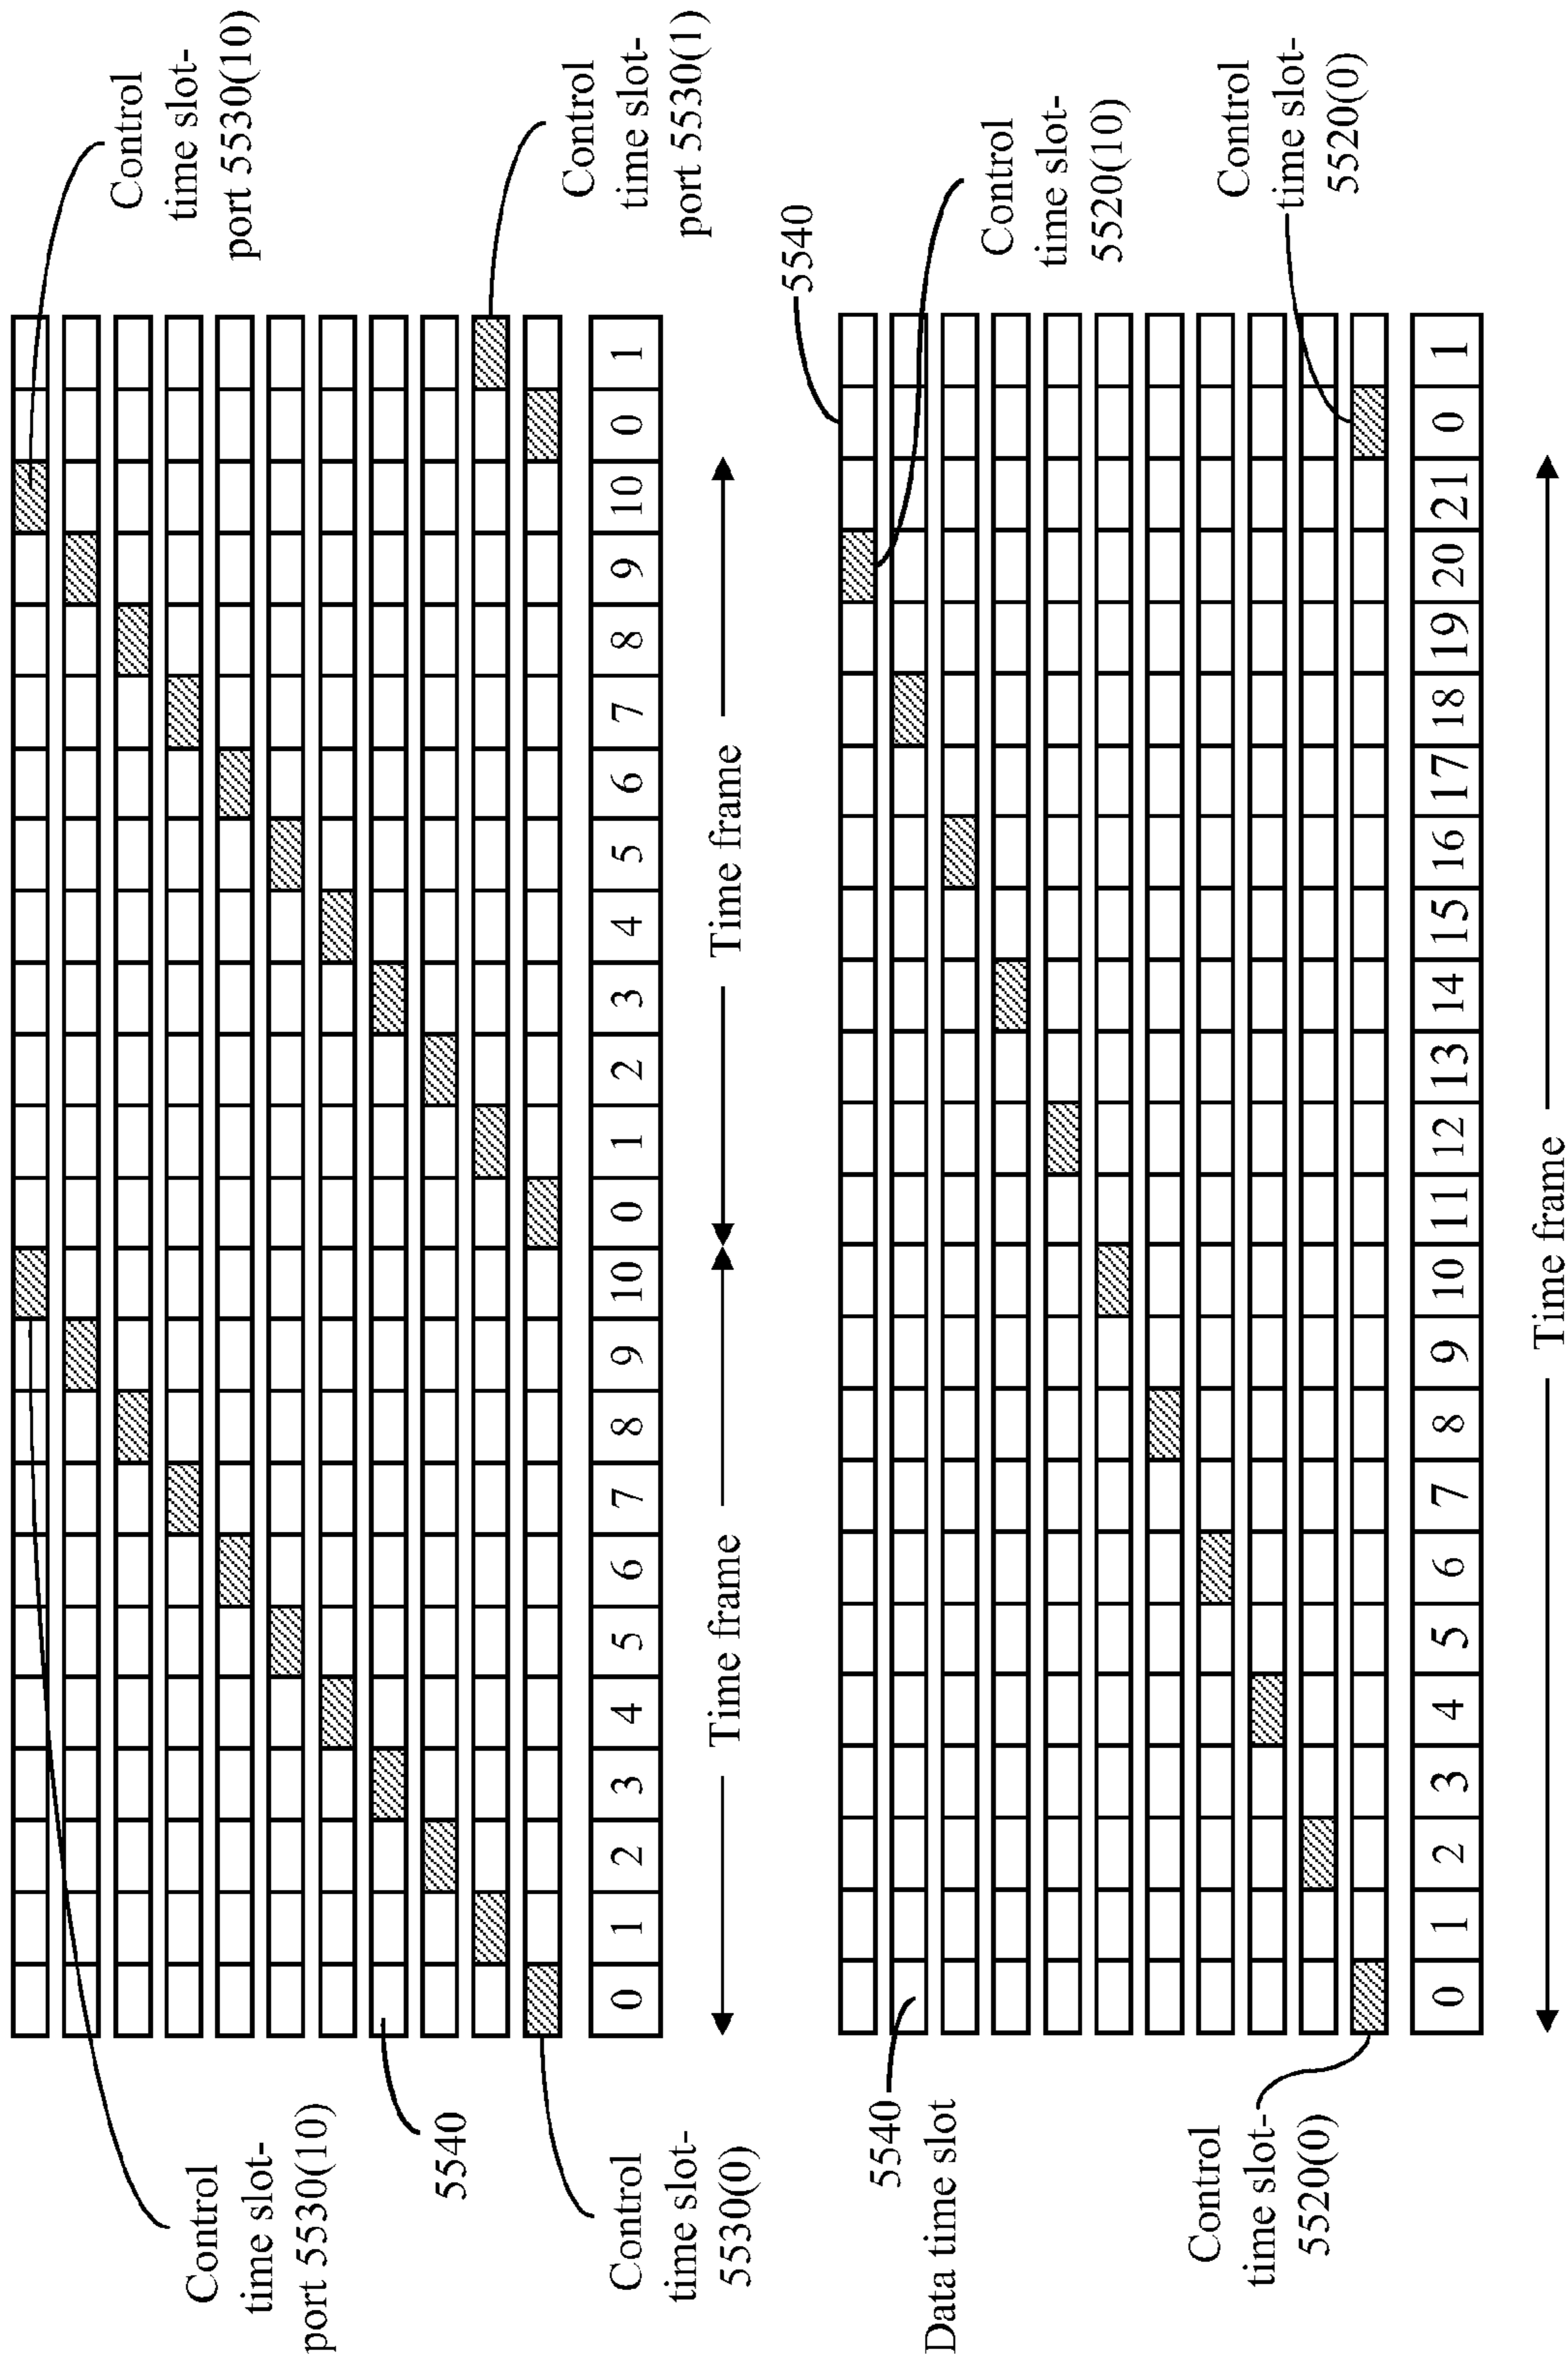 Control
time slot-
port 5530(10)
5540
Control
time slot-
5530(0)
Control
time slot-
port 5530(10)
Control
time slot-
port 5530(1)
0 1 2 3 4 5 6 7 8 9 10 0 1 2 3 4 5 6 7 8 9 10 0 1
Time frame Time frame
5540
5540
Data time slot
Control
time slot-
5520(10)
Control
time slot-
5520(0)
Control
time slot-
5520(0)
0 1 2 3 4 5 6 7 8 9 10 11 12 13 14 15 16 17 18 19 20 21 0 1
Time frame